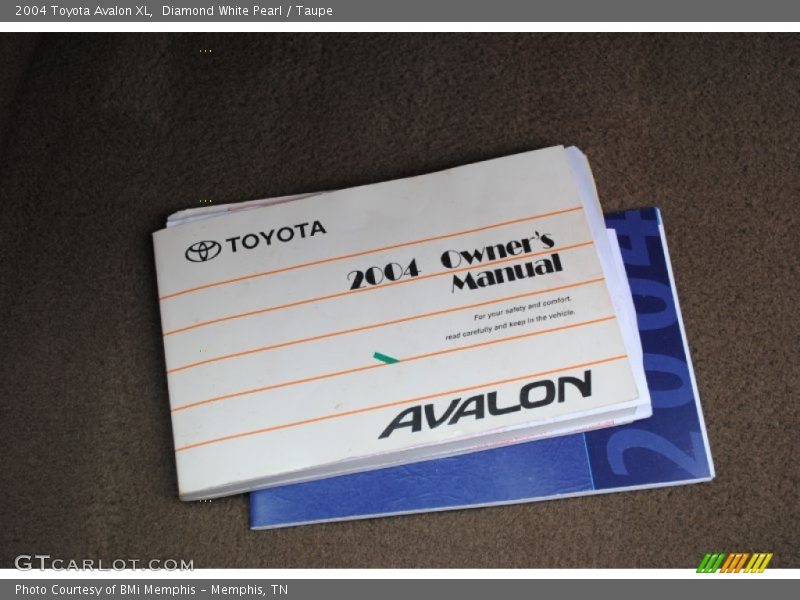 2004 Toyota Avalon XL, Diamond White Pearl / Taupe
TOYOTA
2004 Owner's
Manual
For your safety and comfort,
read carefully and keep in the vehicle.
AVALON
2004
GTCARLOT.COM
Photo Courtesy of BMi Memphis - Memphis, TN